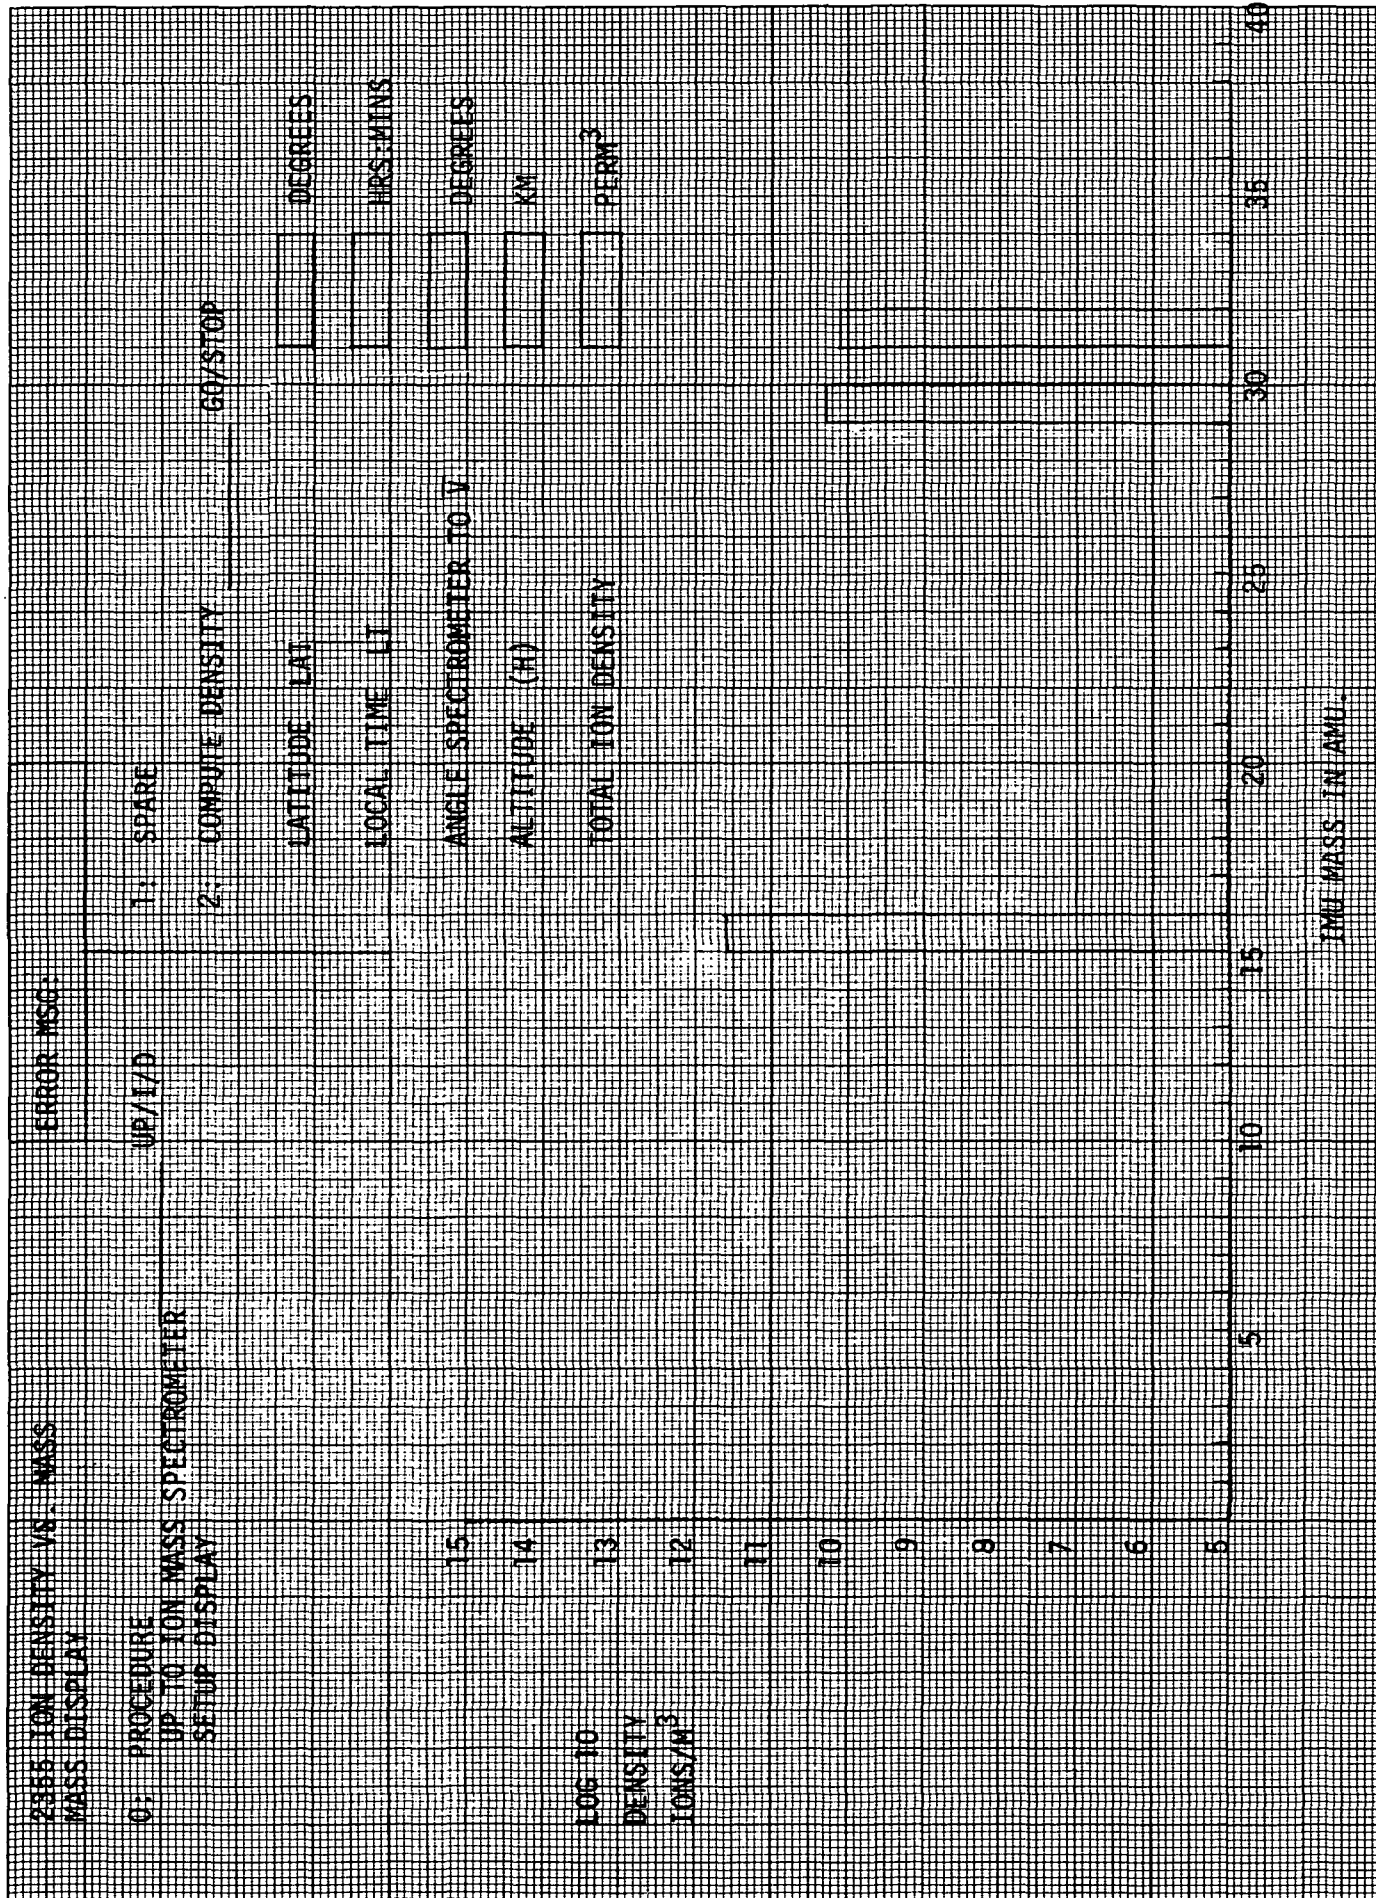 2355 ION DENSITY VS. MASS
MASS DISPLAY
ERROR MSG:
0: PROCEDURE UP/I/D
UP TO ION MASS SPECTROMETER
SETUP DISPLAY
1: SPARE
2: COMPUTE DENSITY GO/STOP
LATITUDE LAT DEGREES
LOCAL TIME LT HRS:MINS
ANGLE SPECTROMETER TO V DEGREES
ALTITUDE (H) KM
TOTAL ION DENSITY PERM³
LOG 10
DENSITY
IONS/M³
15
14
13
12
11
10
9
8
7
6
5
5 10 15 20 25 30 35 40
IMU MASS IN AMU.